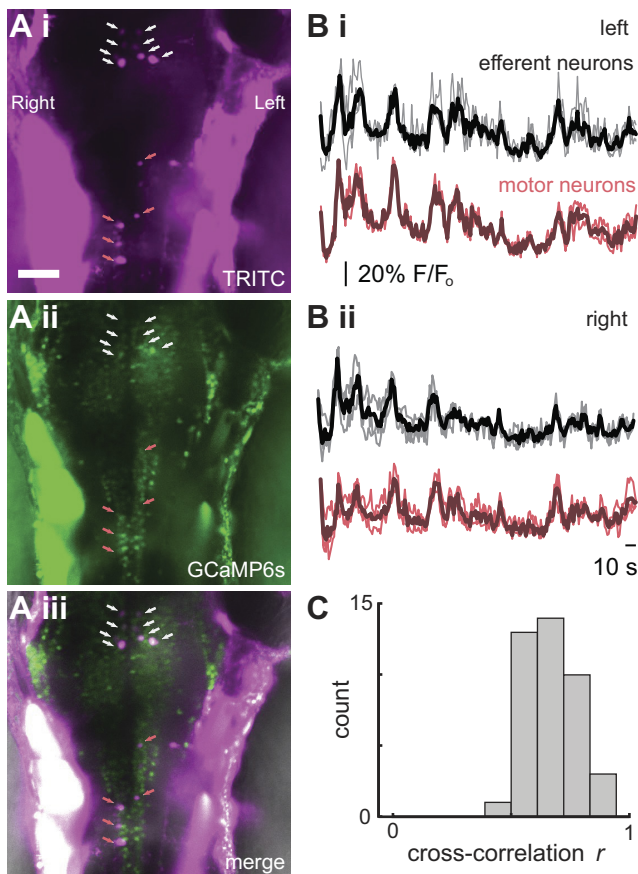 A i
Right
Left
TRITC
A ii
GCaMP6s
A iii
merge
B i
left
efferent neurons
motor neurons
20% F/Fₒ
B ii
right
10 s
C
15
count
0
0
1
cross-correlation r